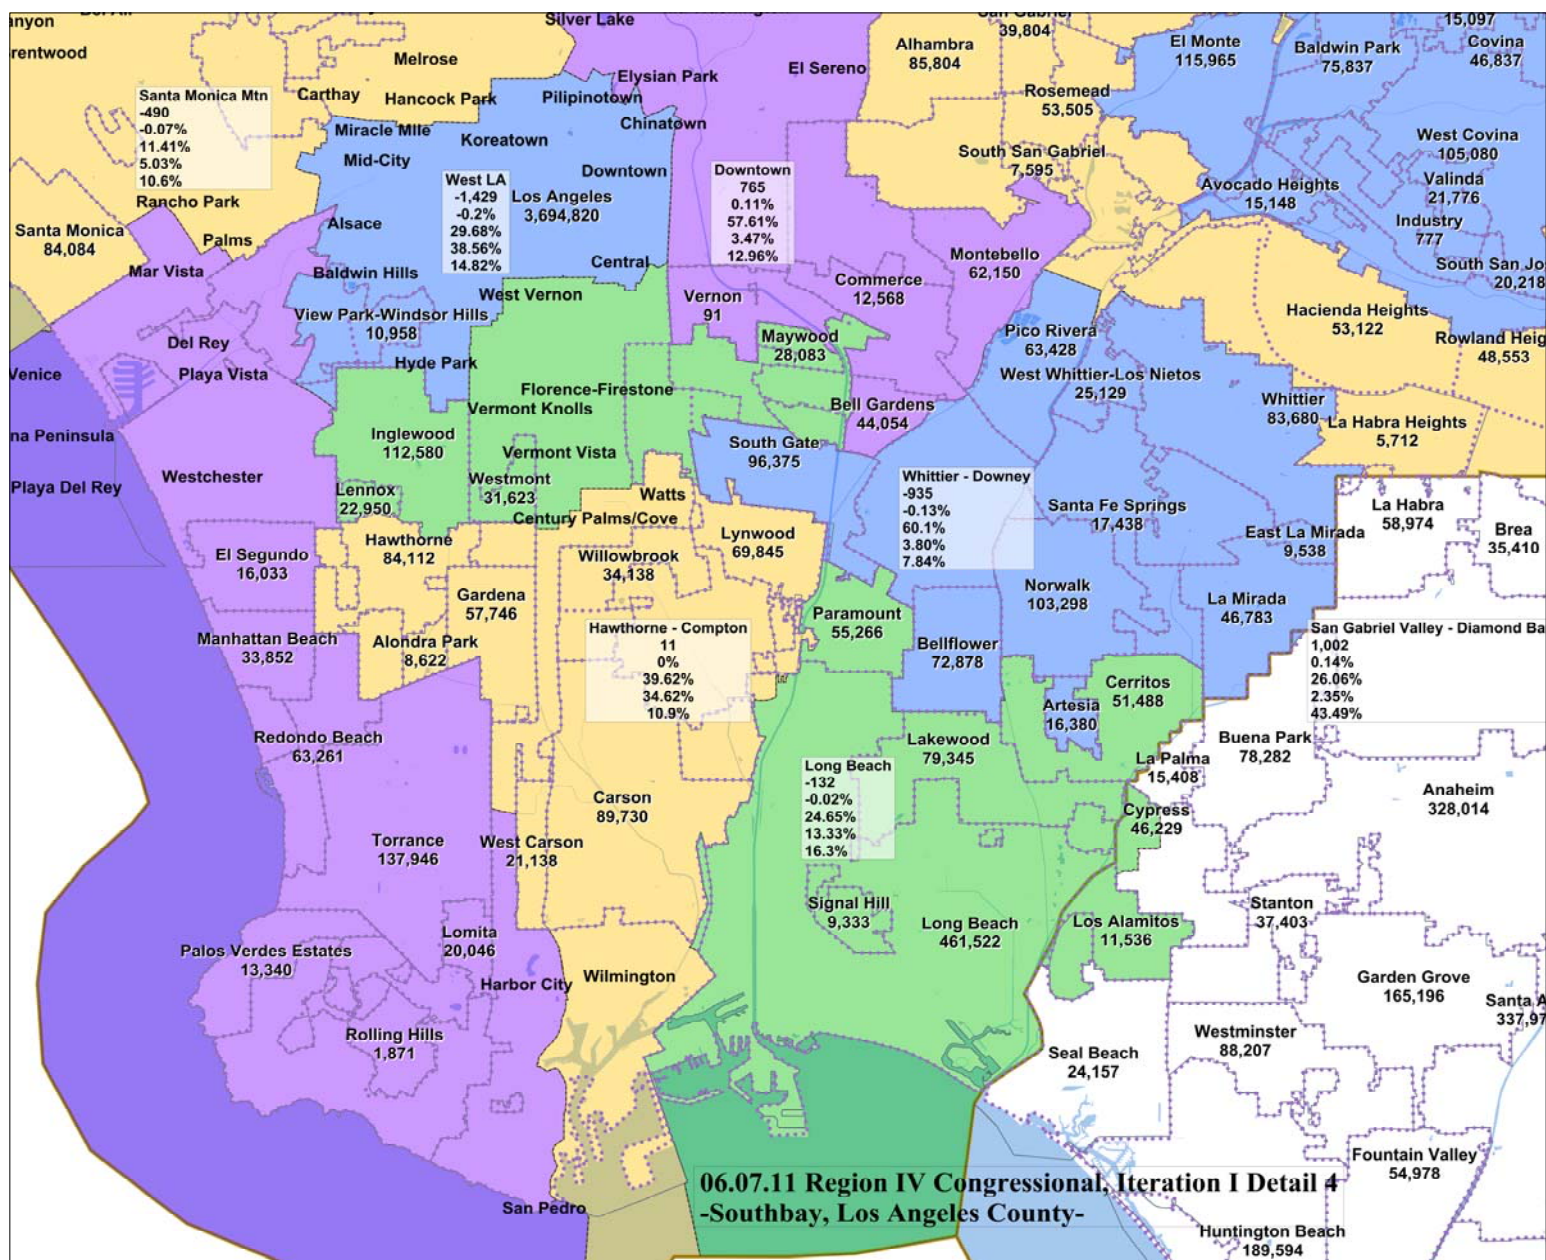 nyon
Bel Air
Silver Lake
San Gabriel
39,804
15,097
rentwood
Melrose
Alhambra
85,804
El Monte
115,965
Baldwin Park
75,837
Covina
46,837
Elysian Park
El Sereno
Santa Monica Mtn
-490
-0.07%
11.41%
5.03%
10.6%
Carthay
Hancock Park
Pilipinotown
Rosemead
53,505
Miracle Mile
Koreatown
Chinatown
West Covina
105,080
Mid-City
South San Gabriel
7,595
Downtown
West LA
-1,429
-0.2%
29.68%
38.56%
14.82%
Los Angeles
3,694,820
Downtown
765
0.11%
57.61%
3.47%
12.96%
Avocado Heights
15,148
Valinda
21,776
Rancho Park
Industry
777
Santa Monica
84,084
Palms
Alsace
Mar Vista
Baldwin Hills
Central
Montebello
62,150
South San Jo
20,218
West Vernon
Vernon
91
Commerce
12,568
View Park-Windsor Hills
10,958
Hacienda Heights
53,122
Pico Rivera
63,428
Maywood
28,083
Rowland Heig
48,553
Del Rey
Hyde Park
Venice
Playa Vista
Florence-Firestone
West Whittier-Los Nietos
25,129
Vermont Knolls
Bell Gardens
44,054
Whittier
83,680
na Peninsula
Inglewood
112,580
La Habra Heights
5,712
Vermont Vista
South Gate
96,375
Westchester
Playa Del Rey
Lennox
22,950
Westmont
31,623
Watts
Whittier - Downey
-935
-0.13%
60.1%
3.80%
7.84%
Santa Fe Springs
17,438
La Habra
58,974
Century Palms/Cove
Brea
35,410
Hawthorne
84,112
Lynwood
69,845
East La Mirada
9,538
El Segundo
16,033
Willowbrook
34,138
Gardena
57,746
Norwalk
103,298
La Mirada
46,783
Paramount
55,266
Manhattan Beach
33,852
Alondra Park
8,622
Hawthorne - Compton
11
0%
39.62%
34.62%
10.9%
Bellflower
72,878
San Gabriel Valley - Diamond Ba
1,002
0.14%
26.06%
2.35%
43.49%
Cerritos
51,488
Artesia
16,380
Redondo Beach
63,261
Lakewood
79,345
Buena Park
78,282
La Palma
15,408
Long Beach
-132
-0.02%
24.65%
13.33%
16.3%
Anaheim
328,014
Carson
89,730
Cypress
46,229
Torrance
137,946
West Carson
21,138
Signal Hill
9,333
Long Beach
461,522
Los Alamitos
11,536
Stanton
37,403
Lomita
20,046
Palos Verdes Estates
13,340
Harbor City
Wilmington
Garden Grove
165,196
Santa A
337,97
Rolling Hills
1,871
Westminster
88,207
Seal Beach
24,157
Fountain Valley
54,978
San Pedro
06.07.11 Region IV Congressional, Iteration I Detail 4
-Southbay, Los Angeles County-
Huntington Beach
189,594